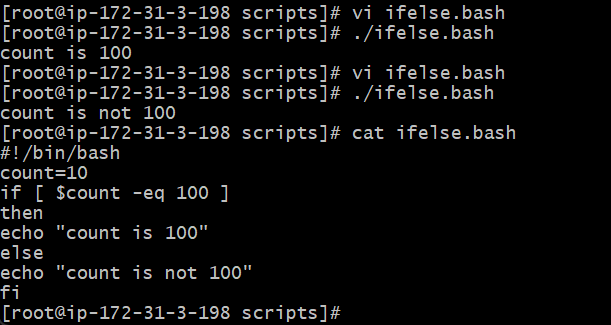 [root@ip-172-31-3-198 scripts]# vi ifelse.bash
[root@ip-172-31-3-198 scripts]# ./ifelse.bash
count is 100
[root@ip-172-31-3-198 scripts]# vi ifelse.bash
[root@ip-172-31-3-198 scripts]# ./ifelse.bash
count is not 100
[root@ip-172-31-3-198 scripts]# cat ifelse.bash
#!/bin/bash
count=10
if [ $count -eq 100 ]
then
echo "count is 100"
else
echo "count is not 100"
fi
[root@ip-172-31-3-198 scripts]#